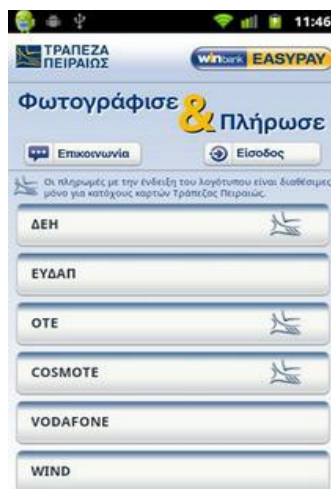 11:46
ΤΡΑΠΕΖΑ
ΠΕΙΡΑΙΩΣ
winbank EASYPAY
Φωτογράφισε
& Πλήρωσε
Επικοινωνία
Είσοδος
Οι πληρωμές με την ένδειξη του λογότυπου είναι διαθέσιμες
μόνο για κατόχους καρτών Τράπεζας Πειραιώς.
ΔΕΗ
ΕΥΔΑΠ
ΟΤΕ
COSMOTE
VODAFONE
WIND